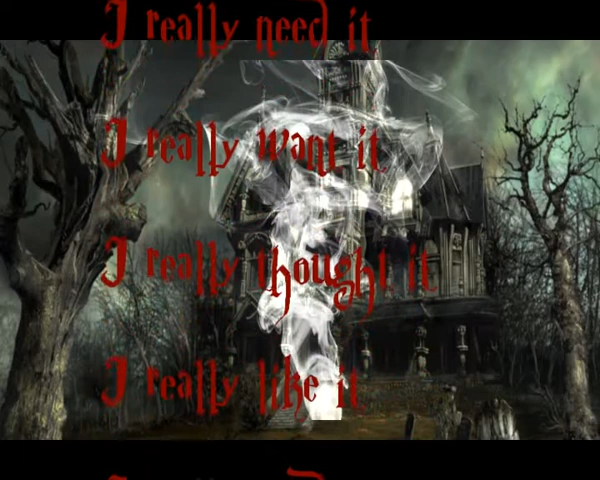 I really need it
I really want it
I really thought it
I really like it